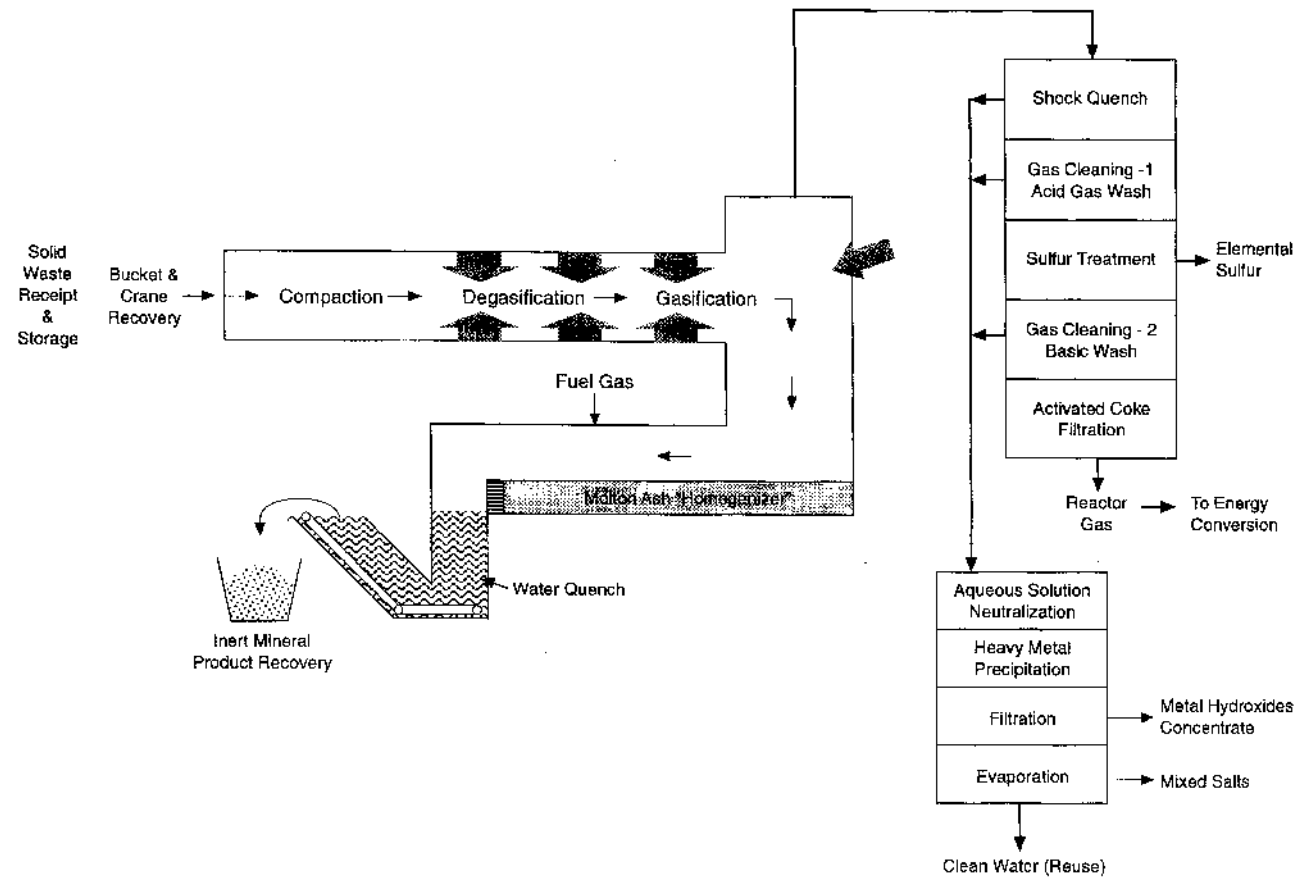 Solid
Waste
Receipt
&
Storage
Bucket &
Crane
Recovery
Compaction
Degasification
Gasification
Fuel Gas
Molton Ash "Homogenizer"
Water Quench
Inert Mineral
Product Recovery
Shock Quench
Gas Cleaning -1
Acid Gas Wash
Sulfur Treatment
Elemental
Sulfur
Gas Cleaning - 2
Basic Wash
Activated Coke
Filtration
Reactor
Gas
To Energy
Conversion
Aqueous Solution
Neutralization
Heavy Metal
Precipitation
Filtration
Metal Hydroxides
Concentrate
Evaporation
Mixed Salts
Clean Water (Reuse)